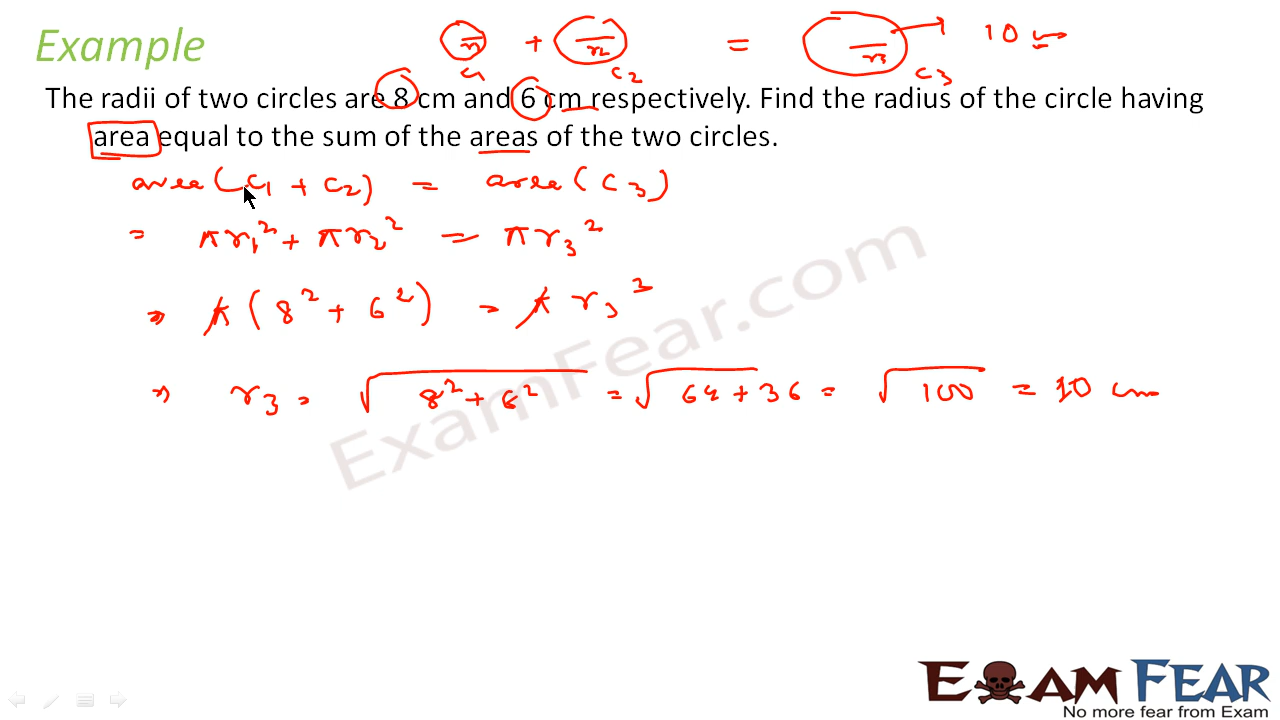 Example
r1 + r2 = r3 → 10 cm
C1 C2 C3
The radii of two circles are 8 cm and 6 cm respectively. Find the radius of the circle having
area equal to the sum of the areas of the two circles.
area (C1 + C2) = area (C3)
= πr1² + πr2² = πr3²
⇒ π (8² + 6²) = π r3²
⇒ r3 = √8² + 6² = √64 + 36 = √100 = 10 cm
ExamFear.com
EXAM FEAR
No more fear from Exam